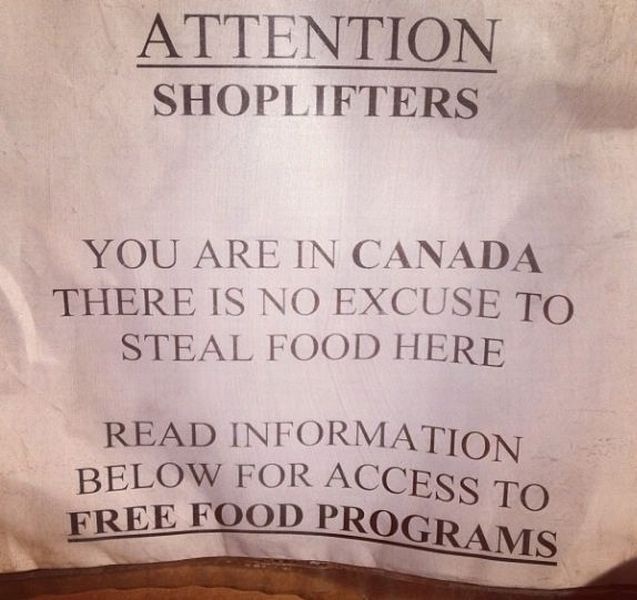 ATTENTION
SHOPLIFTERS
YOU ARE IN CANADA
THERE IS NO EXCUSE TO
STEAL FOOD HERE
READ INFORMATION
BELOW FOR ACCESS TO
FREE FOOD PROGRAMS